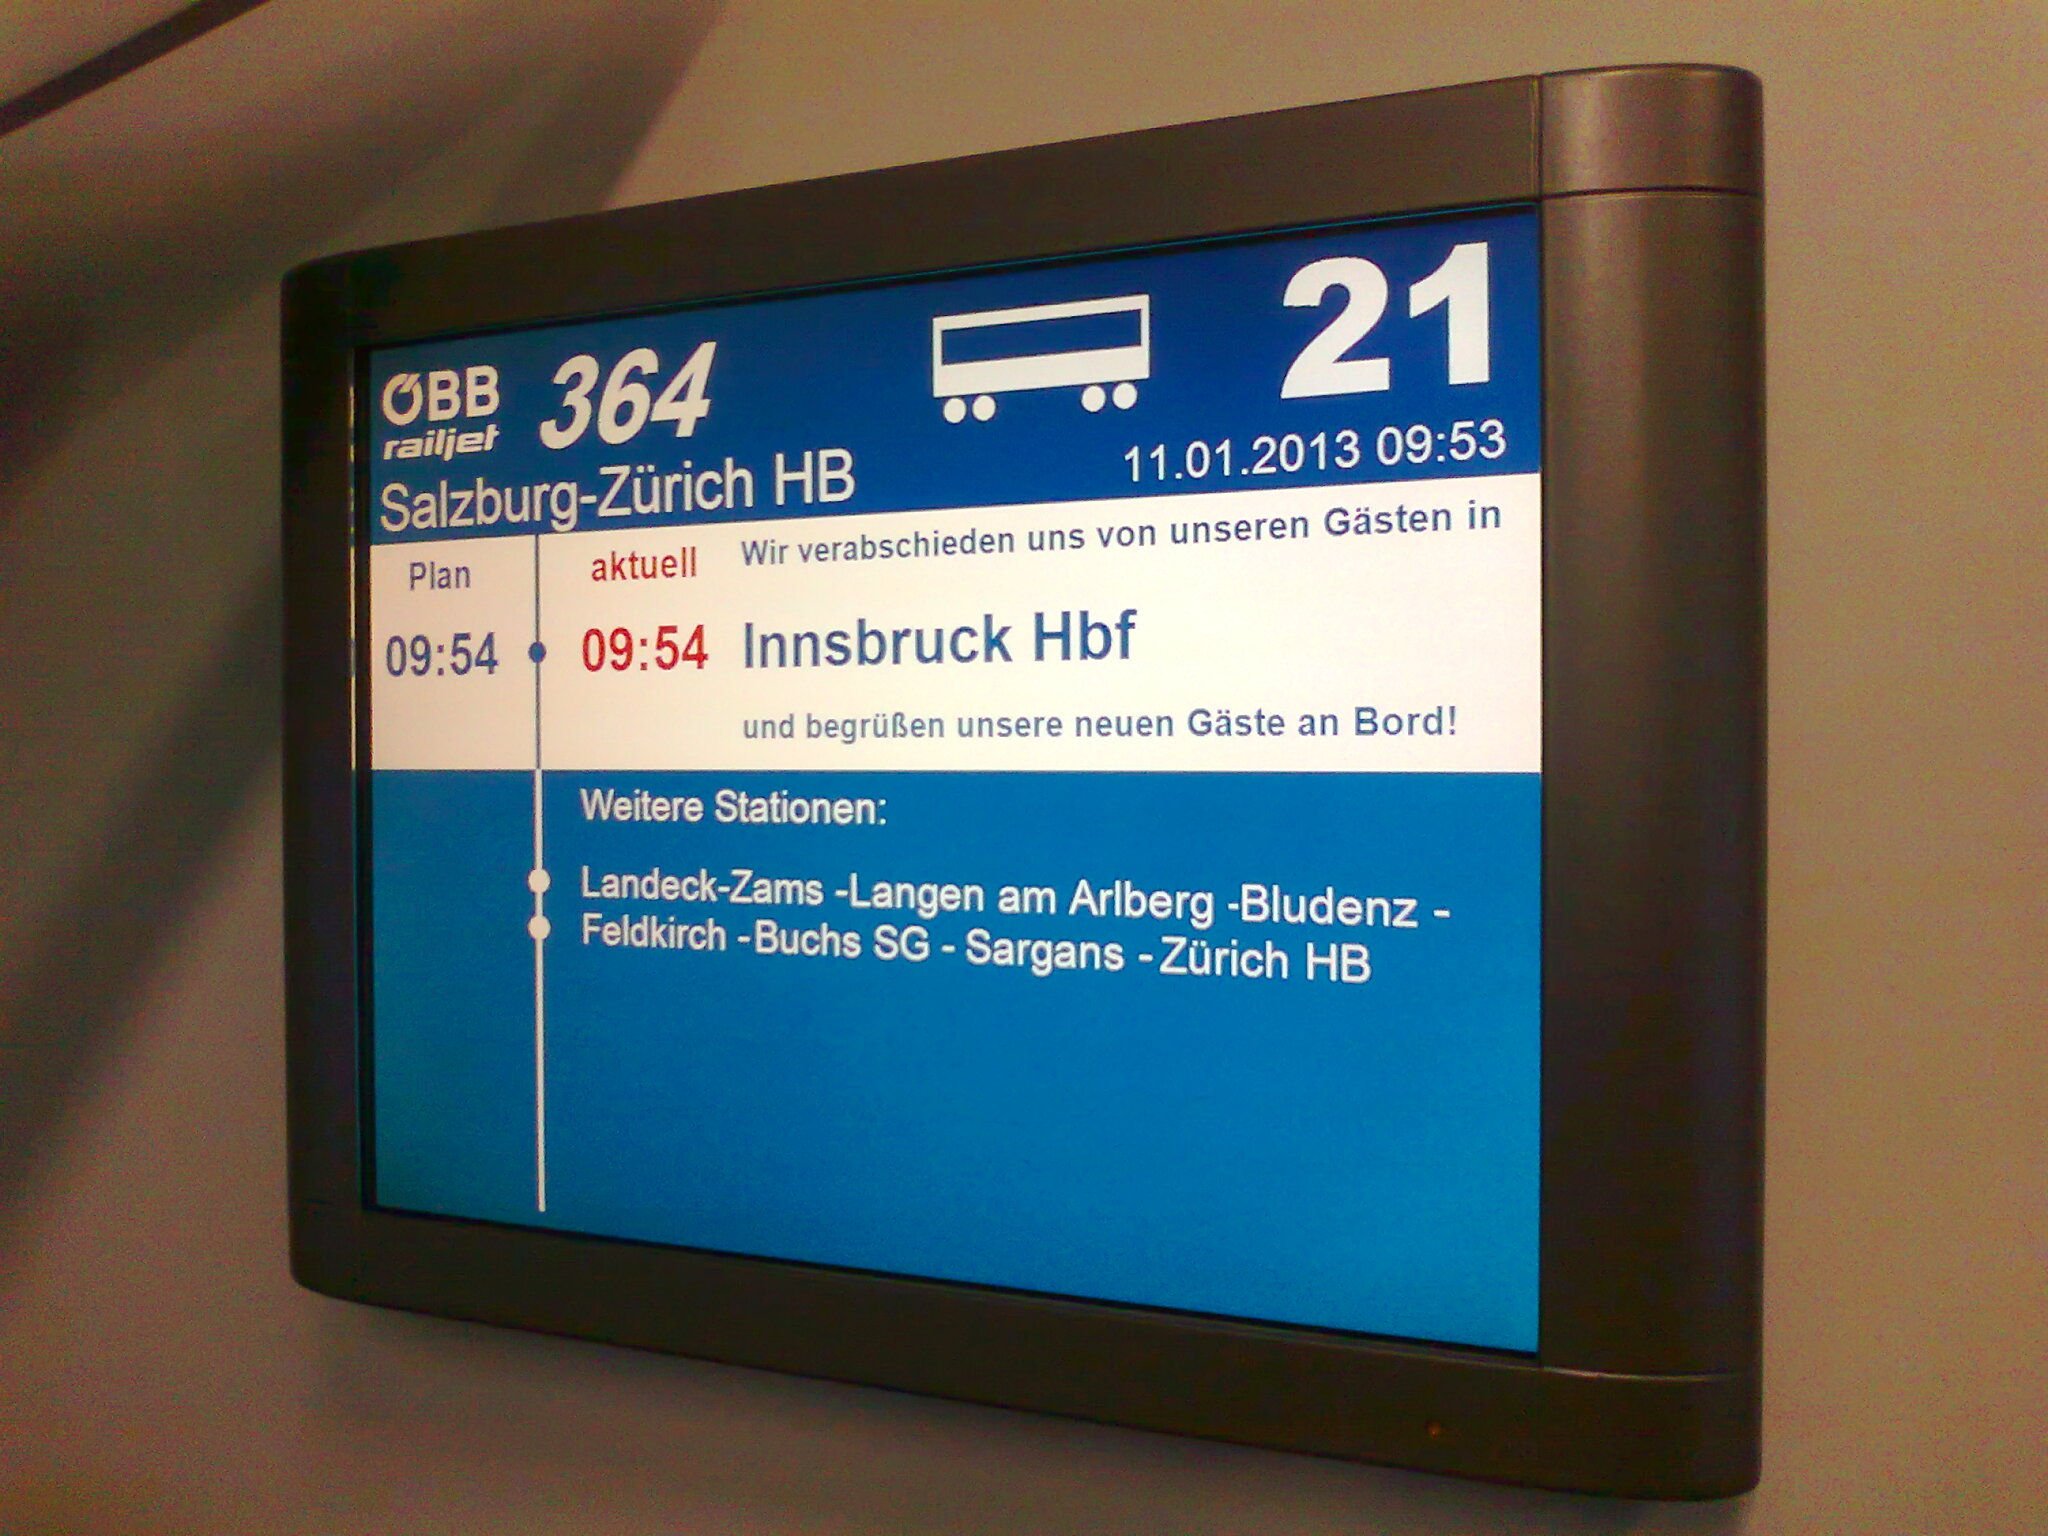 ÖBB railjet 364 21
Salzburg-Zürich HB 11.01.2013 09:53
Plan aktuell Wir verabschieden uns von unseren Gästen in
09:54 09:54 Innsbruck Hbf
und begrüßen unsere neuen Gäste an Bord!
Weitere Stationen:
Landeck-Zams -Langen am Arlberg -Bludenz -
Feldkirch -Buchs SG - Sargans -Zürich HB